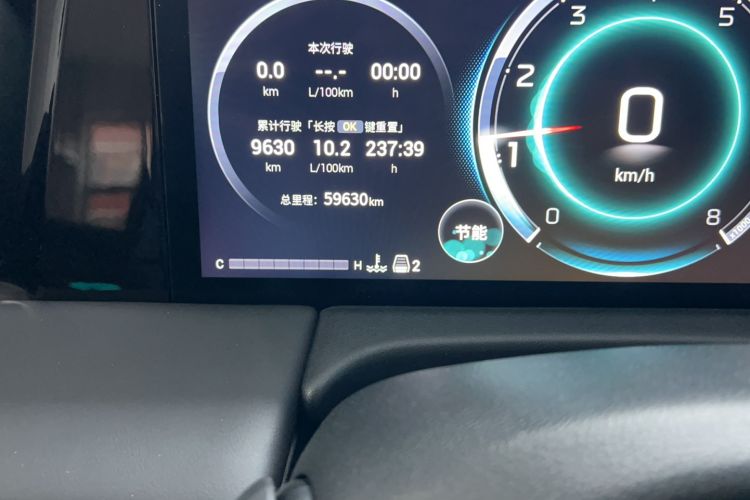 本次行驶
0.0 --.- 00:00
km L/100km h
累计行驶「长按 OK 键重置」
9630 10.2 237:39
km L/100km h
总里程：59630km
C H 2
节能
3 5
2
1
0 8
x1000
0
km/h